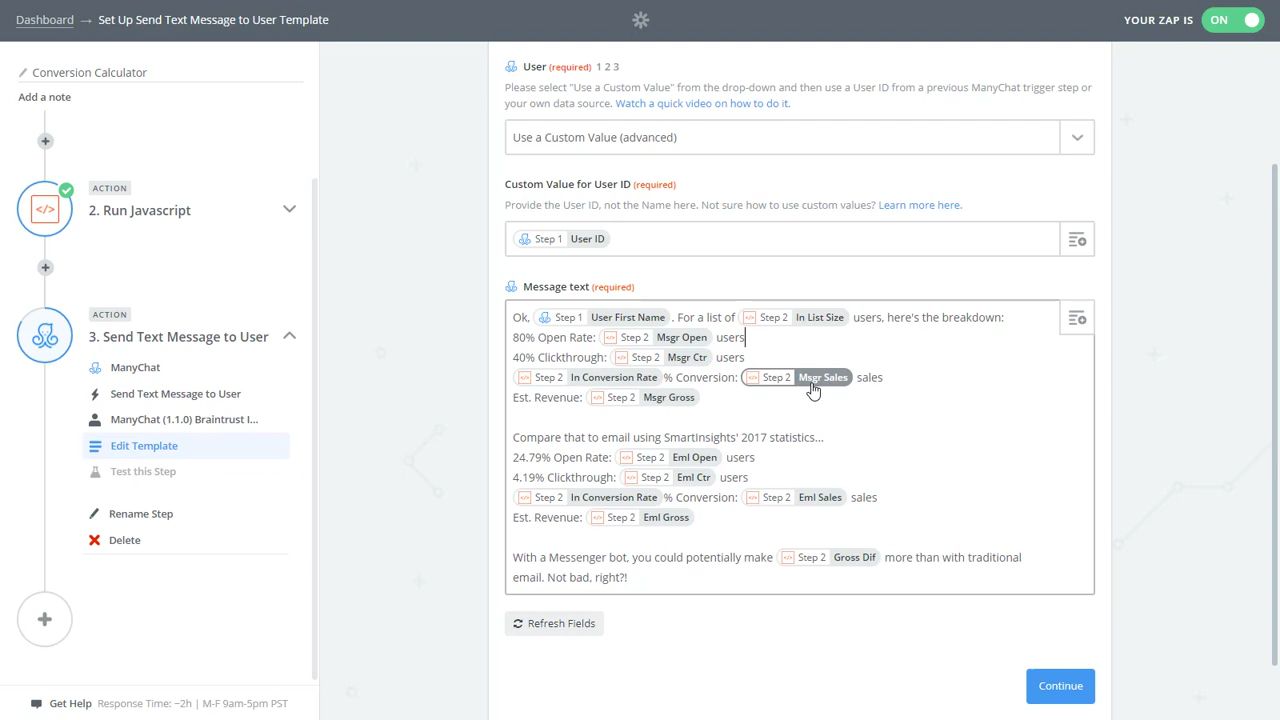 Dashboard → Set Up Send Text Message to User Template
YOUR ZAP IS ON
Conversion Calculator
Add a note
ACTION
2. Run Javascript
ACTION
3. Send Text Message to User
ManyChat
Send Text Message to User
ManyChat (1.1.0) Braintrust I...
Edit Template
Test this Step
Rename Step
Delete
Get Help Response Time: ~2h | M-F 9am-5pm PST
User (required) 1 2 3
Please select "Use a Custom Value" from the drop-down and then use a User ID from a previous ManyChat trigger step or
your own data source. Watch a quick video on how to do it.
Use a Custom Value (advanced)
Custom Value for User ID (required)
Provide the User ID, not the Name here. Not sure how to use custom values? Learn more here.
Step 1 User ID
Message text (required)
Ok, Step 1 User First Name . For a list of Step 2 In List Size users, here's the breakdown:
80% Open Rate: Step 2 Msgr Open users
40% Clickthrough: Step 2 Msgr Ctr users
Step 2 In Conversion Rate % Conversion: Step 2 Msgr Sales sales
Est. Revenue: Step 2 Msgr Gross
Compare that to email using SmartInsights' 2017 statistics...
24.79% Open Rate: Step 2 Eml Open users
4.19% Clickthrough: Step 2 Eml Ctr users
Step 2 In Conversion Rate % Conversion: Step 2 Eml Sales sales
Est. Revenue: Step 2 Eml Gross
With a Messenger bot, you could potentially make Step 2 Gross Dif more than with traditional
email. Not bad, right?!
Refresh Fields
Continue